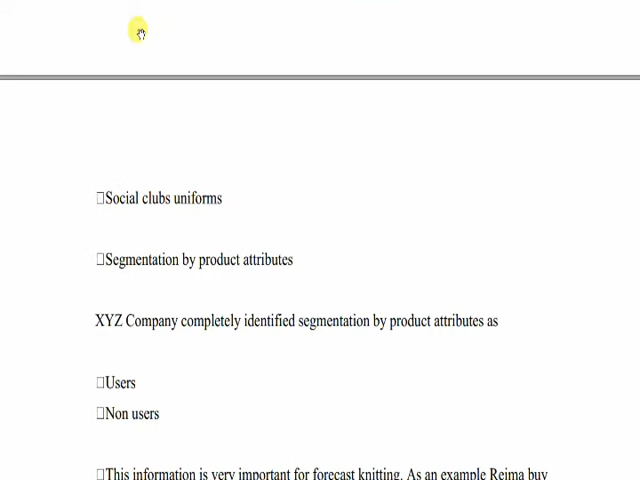 □Social clubs uniforms
□Segmentation by product attributes
XYZ Company completely identified segmentation by product attributes as
□Users
□Non users
□This information is very important for forecast knitting. As an example Reima buy